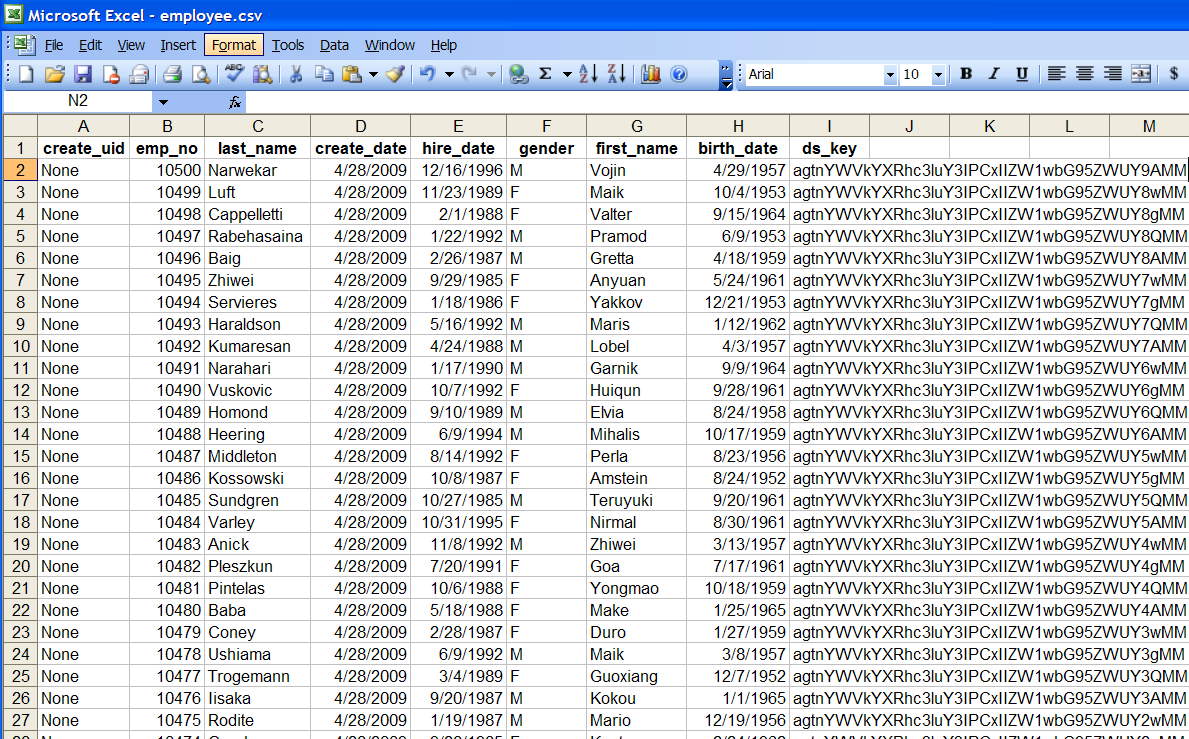 Microsoft Excel - employee.csv
File Edit View Insert Format Tools Data Window Help
Arial 10 B I U $
N2 fx
A B C D E F G H I J K L M
1 create_uid emp_no last_name create_date hire_date gender first_name birth_date ds_key
2 None 10500 Narwekar 4/28/2009 12/16/1996 M Vojin 4/29/1957 agtnYWVkYXRhc3luY3IPCxIIZW1wbG95ZWUY9AMM
3 None 10499 Luft 4/28/2009 11/23/1989 F Maik 10/4/1953 agtnYWVkYXRhc3luY3IPCxIIZW1wbG95ZWUY8wMM
4 None 10498 Cappelletti 4/28/2009 2/1/1988 F Valter 9/15/1964 agtnYWVkYXRhc3luY3IPCxIIZW1wbG95ZWUY8gMM
5 None 10497 Rabehasaina 4/28/2009 1/22/1992 M Pramod 6/9/1953 agtnYWVkYXRhc3luY3IPCxIIZW1wbG95ZWUY8QMM
6 None 10496 Baig 4/28/2009 2/26/1987 M Gretta 4/18/1959 agtnYWVkYXRhc3luY3IPCxIIZW1wbG95ZWUY8AMM
7 None 10495 Zhiwei 4/28/2009 9/29/1985 F Anyuan 5/24/1961 agtnYWVkYXRhc3luY3IPCxIIZW1wbG95ZWUY7wMM
8 None 10494 Servieres 4/28/2009 1/18/1986 F Yakkov 12/21/1953 agtnYWVkYXRhc3luY3IPCxIIZW1wbG95ZWUY7gMM
9 None 10493 Haraldson 4/28/2009 5/16/1992 M Maris 1/12/1962 agtnYWVkYXRhc3luY3IPCxIIZW1wbG95ZWUY7QMM
10 None 10492 Kumaresan 4/28/2009 4/24/1988 M Lobel 4/3/1957 agtnYWVkYXRhc3luY3IPCxIIZW1wbG95ZWUY7AMM
11 None 10491 Narahari 4/28/2009 1/17/1990 M Garnik 9/9/1964 agtnYWVkYXRhc3luY3IPCxIIZW1wbG95ZWUY6wMM
12 None 10490 Vuskovic 4/28/2009 10/7/1992 F Huiqun 9/28/1961 agtnYWVkYXRhc3luY3IPCxIIZW1wbG95ZWUY6gMM
13 None 10489 Homond 4/28/2009 9/10/1989 M Elvia 8/24/1958 agtnYWVkYXRhc3luY3IPCxIIZW1wbG95ZWUY6QMM
14 None 10488 Heering 4/28/2009 6/9/1994 M Mihalis 10/17/1959 agtnYWVkYXRhc3luY3IPCxIIZW1wbG95ZWUY6AMM
15 None 10487 Middleton 4/28/2009 8/14/1992 F Perla 8/23/1956 agtnYWVkYXRhc3luY3IPCxIIZW1wbG95ZWUY5wMM
16 None 10486 Kossowski 4/28/2009 10/8/1987 F Amstein 8/24/1952 agtnYWVkYXRhc3luY3IPCxIIZW1wbG95ZWUY5gMM
17 None 10485 Sundgren 4/28/2009 10/27/1985 M Teruyuki 9/20/1961 agtnYWVkYXRhc3luY3IPCxIIZW1wbG95ZWUY5QMM
18 None 10484 Varley 4/28/2009 10/31/1995 F Nirmal 8/30/1961 agtnYWVkYXRhc3luY3IPCxIIZW1wbG95ZWUY5AMM
19 None 10483 Anick 4/28/2009 11/8/1992 M Zhiwei 3/13/1957 agtnYWVkYXRhc3luY3IPCxIIZW1wbG95ZWUY4wMM
20 None 10482 Pleszkun 4/28/2009 7/20/1991 F Goa 7/17/1961 agtnYWVkYXRhc3luY3IPCxIIZW1wbG95ZWUY4gMM
21 None 10481 Pintelas 4/28/2009 10/6/1988 M Yongmao 10/18/1959 agtnYWVkYXRhc3luY3IPCxIIZW1wbG95ZWUY4QMM
22 None 10480 Baba 4/28/2009 5/18/1988 F Make 1/25/1965 agtnYWVkYXRhc3luY3IPCxIIZW1wbG95ZWUY4AMM
23 None 10479 Coney 4/28/2009 2/28/1987 F Duro 1/27/1959 agtnYWVkYXRhc3luY3IPCxIIZW1wbG95ZWUY3wMM
24 None 10478 Ushiama 4/28/2009 6/9/1992 M Maik 3/8/1957 agtnYWVkYXRhc3luY3IPCxIIZW1wbG95ZWUY3gMM
25 None 10477 Trogemann 4/28/2009 3/4/1989 F Guoxiang 12/7/1952 agtnYWVkYXRhc3luY3IPCxIIZW1wbG95ZWUY3QMM
26 None 10476 Iisaka 4/28/2009 9/20/1987 M Kokou 1/1/1965 agtnYWVkYXRhc3luY3IPCxIIZW1wbG95ZWUY3AMM
27 None 10475 Rodite 4/28/2009 1/19/1987 M Mario 12/19/1956 agtnYWVkYXRhc3luY3IPCxIIZW1wbG95ZWUY2wMM